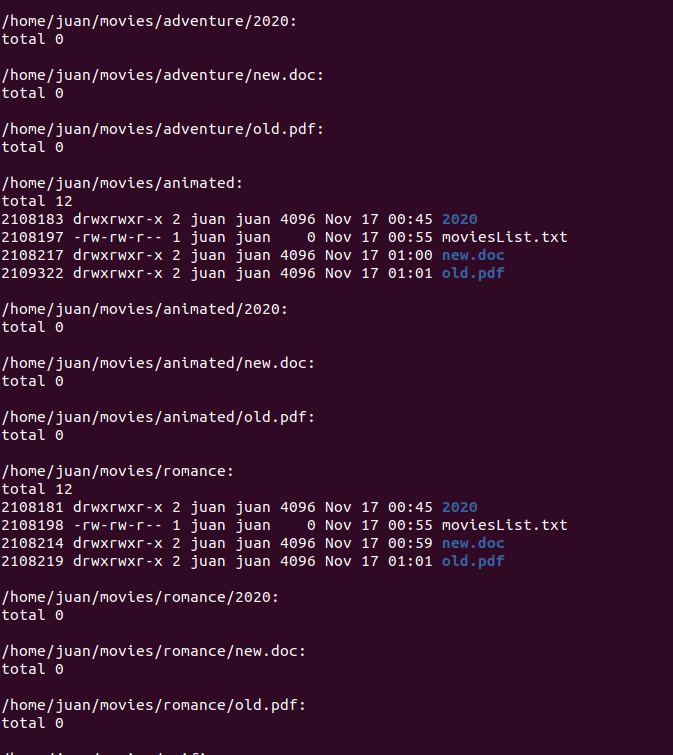 /home/juan/movies/adventure/2020:
total 0
/home/juan/movies/adventure/new.doc:
total 0
/home/juan/movies/adventure/old.pdf:
total 0
/home/juan/movies/animated:
total 12
2108183 drwxrwxr-x 2 juan juan 4096 Nov 17 00:45 2020
2108197 -rw-rw-r-- 1 juan juan    0 Nov 17 00:55 moviesList.txt
2108217 drwxrwxr-x 2 juan juan 4096 Nov 17 01:00 new.doc
2109322 drwxrwxr-x 2 juan juan 4096 Nov 17 01:01 old.pdf
/home/juan/movies/animated/2020:
total 0
/home/juan/movies/animated/new.doc:
total 0
/home/juan/movies/animated/old.pdf:
total 0
/home/juan/movies/romance:
total 12
2108181 drwxrwxr-x 2 juan juan 4096 Nov 17 00:45 2020
2108198 -rw-rw-r-- 1 juan juan    0 Nov 17 00:55 moviesList.txt
2108214 drwxrwxr-x 2 juan juan 4096 Nov 17 00:59 new.doc
2108219 drwxrwxr-x 2 juan juan 4096 Nov 17 01:01 old.pdf
/home/juan/movies/romance/2020:
total 0
/home/juan/movies/romance/new.doc:
total 0
/home/juan/movies/romance/old.pdf:
total 0